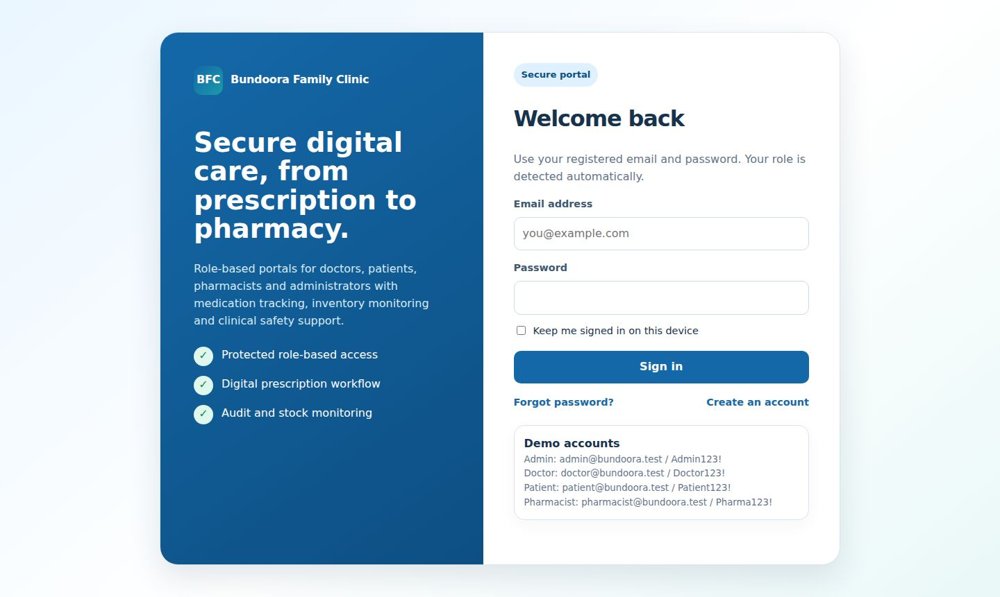 BFC
Bundoora Family Clinic
Secure digital
care, from
prescription to
pharmacy.
Role-based portals for doctors, patients,
pharmacists and administrators with
medication tracking, inventory monitoring
and clinical safety support.
✓ Protected role-based access
✓ Digital prescription workflow
✓ Audit and stock monitoring
Secure portal
Welcome back
Use your registered email and password. Your role is
detected automatically.
Email address
you@example.com
Password
Keep me signed in on this device
Sign in
Forgot password?
Create an account
Demo accounts
Admin: admin@bundoora.test / Admin123!
Doctor: doctor@bundoora.test / Doctor123!
Patient: patient@bundoora.test / Patient123!
Pharmacist: pharmacist@bundoora.test / Pharma123!